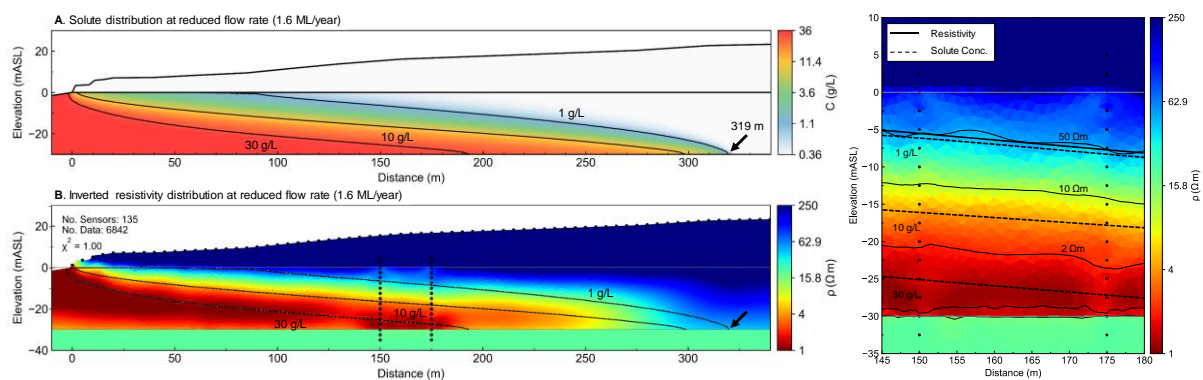 A. Solute distribution at reduced flow rate (1.6 ML/year)
Elevation (mASL)
20
0
−20
1 g/L
10 g/L
30 g/L
319 m
0
50
100
150
200
250
300
Distance (m)
36
11.4
3.6
1.1
0.36
C (g/L)
B. Inverted resistivity distribution at reduced flow rate (1.6 ML/year)
No. Sensors: 135
No. Data: 6842
χ² = 1.00
Elevation (mASL)
20
0
−20
−40
1 g/L
10 g/L
30 g/L
0
50
100
150
200
250
300
Distance (m)
250
62.9
15.8
4
1
ρ (Ωm)
Resistivity
Solute Conc.
Elevation (mASL)
10
5
0
−5
−10
−15
−20
−25
−30
−35
50 Ωm
1 g/L
10 Ωm
10 g/L
2 Ωm
30 g/L
145
150
155
160
165
170
175
180
Distance (m)
250
62.9
15.8
4
1
ρ (Ωm)